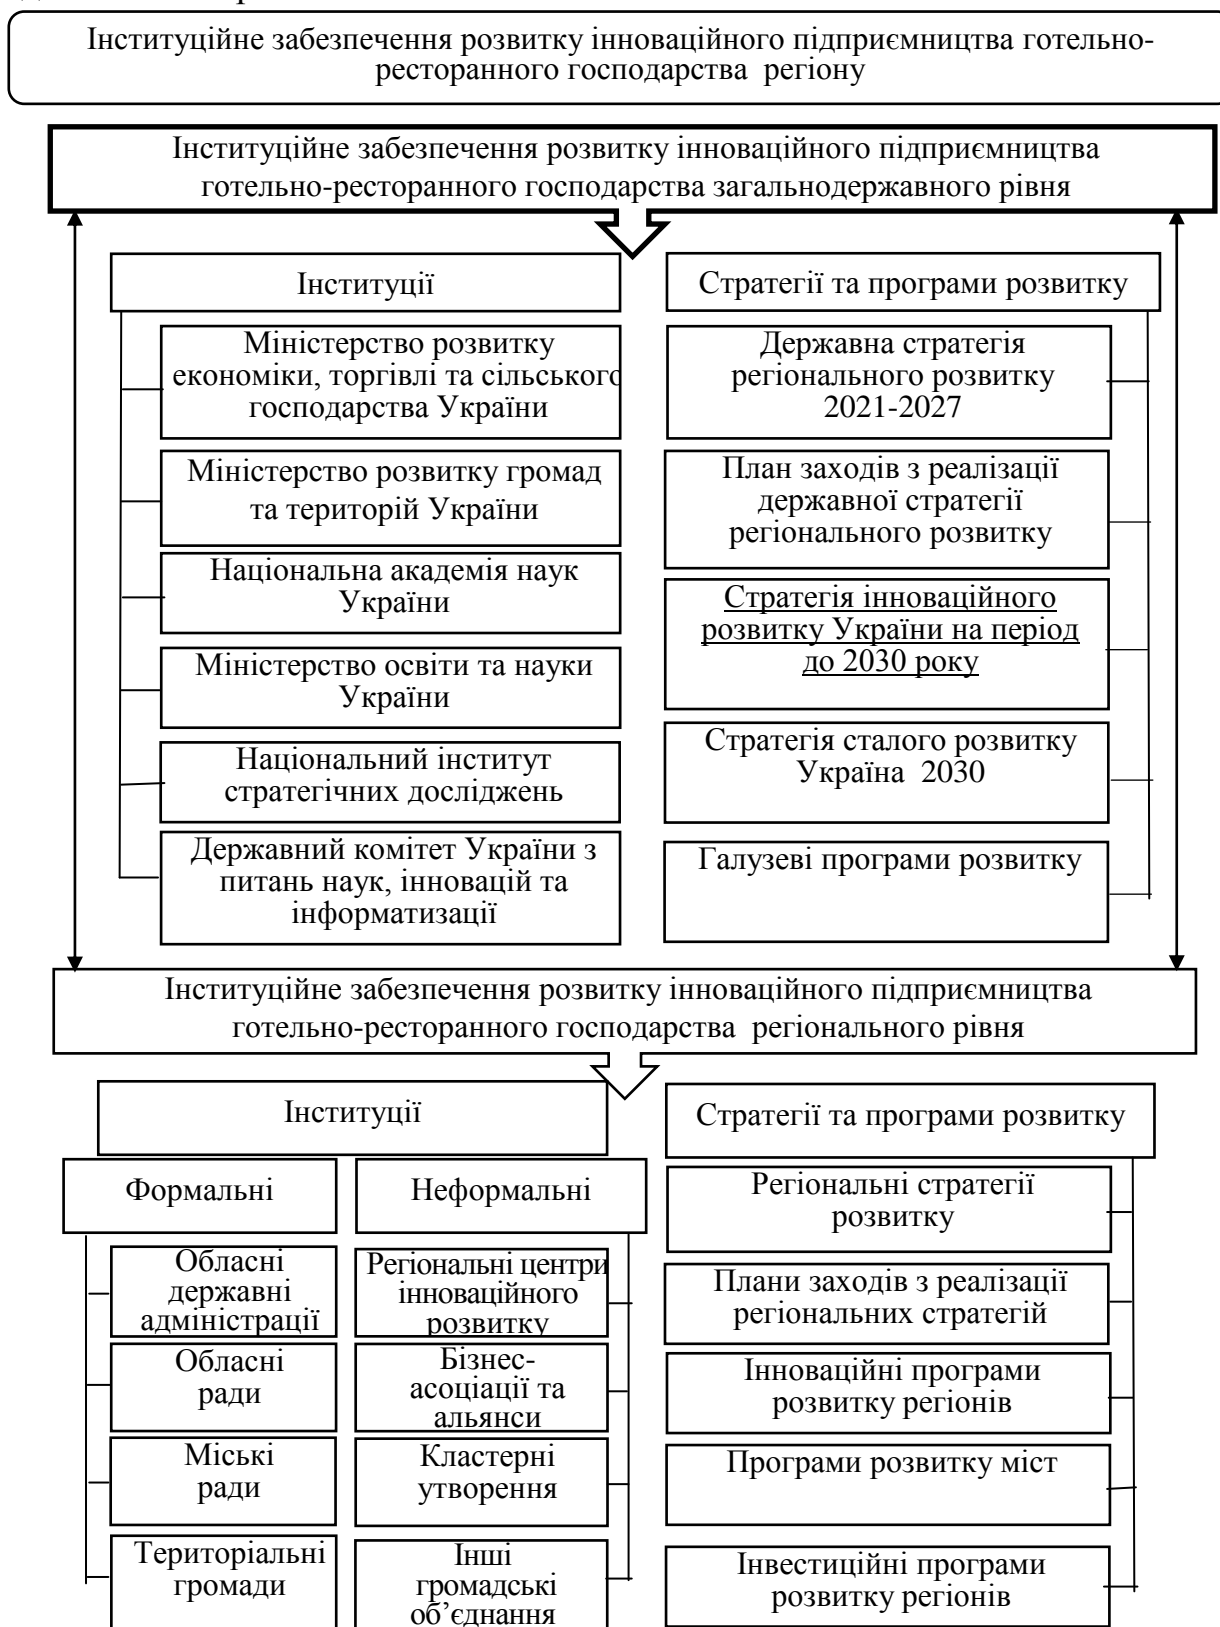 Інституційне забезпечення розвитку інноваційного підприємництва готельно-
ресторанного господарства регіону
Інституційне забезпечення розвитку інноваційного підприємництва
готельно-ресторанного господарства загальнодержавного рівня
Інституції
Міністерство розвитку
економіки, торгівлі та сільського
господарства України
Міністерство розвитку громад
та територій України
Національна академія наук
України
Міністерство освіти та науки
України
Національний інститут
стратегічних досліджень
Державний комітет України з
питань наук, інновацій та
інформатизації
Стратегії та програми розвитку
Державна стратегія
регіонального розвитку
2021-2027
План заходів з реалізації
державної стратегії
регіонального розвитку
Стратегія інноваційного
розвитку України на період
до 2030 року
Стратегія сталого розвитку
Україна 2030
Галузеві програми розвитку
Інституційне забезпечення розвитку інноваційного підприємництва
готельно-ресторанного господарства регіонального рівня
Інституції
Формальні
Обласні
державні
адміністрації
Обласні
ради
Міські
ради
Територіальні
громади
Неформальні
Регіональні центри
інноваційного
розвитку
Бізнес-
асоціації та
альянси
Кластерні
утворення
Інші
громадські
об’єднання
Стратегії та програми розвитку
Регіональні стратегії
розвитку
Плани заходів з реалізації
регіональних стратегій
Інноваційні програми
розвитку регіонів
Програми розвитку міст
Інвестиційні програми
розвитку регіонів